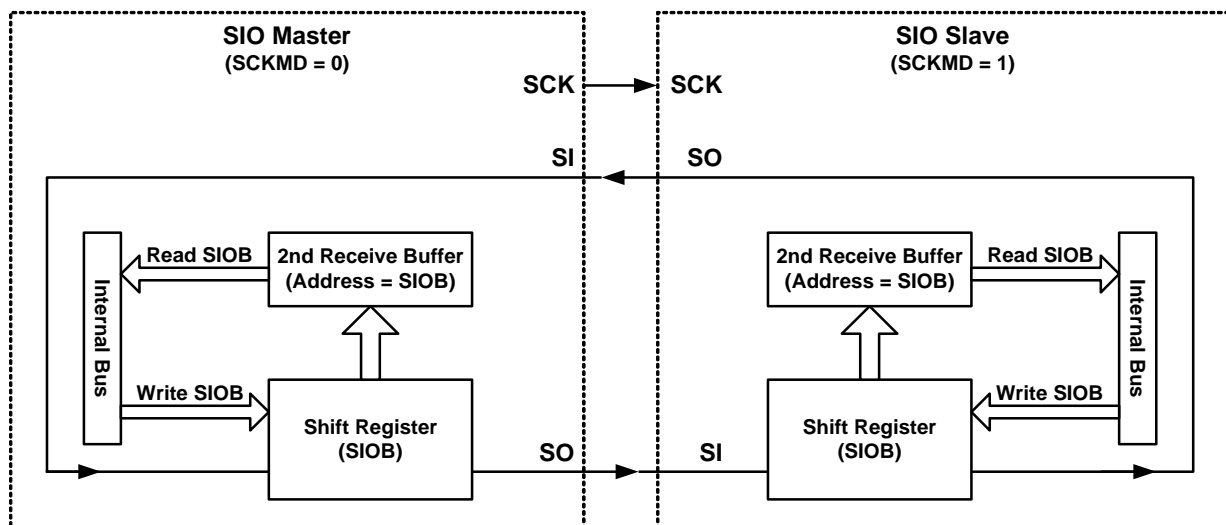 SIO Master
(SCKMD = 0)
SIO Slave
(SCKMD = 1)
SCK
SCK
SI
SO
Read SIOB
2nd Receive Buffer
(Address = SIOB)
Internal Bus
Write SIOB
Shift Register
(SIOB)
SO
2nd Receive Buffer
(Address = SIOB)
Read SIOB
Internal Bus
Write SIOB
Shift Register
(SIOB)
SI